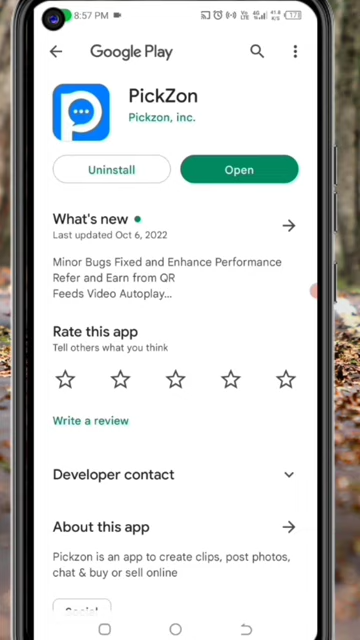 8:57 PM
Google Play
PickZon
Pickzon, inc.
Uninstall
Open
What's new
Last updated Oct 6, 2022
Minor Bugs Fixed and Enhance Performance
Refer and Earn from QR
Feeds Video Autoplay...
Rate this app
Tell others what you think
Write a review
Developer contact
About this app
Pickzon is an app to create clips, post photos,
chat & buy or sell online
Social